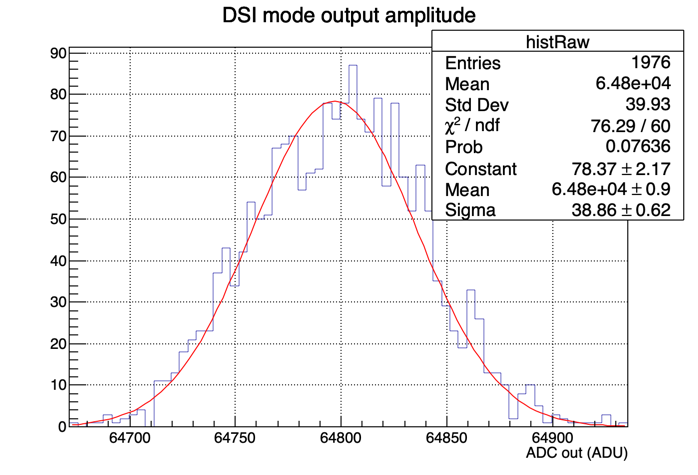 DSI mode output amplitude
histRaw
Entries 1976
Mean 6.48e+04
Std Dev 39.93
χ² / ndf 76.29 / 60
Prob 0.07636
Constant 78.37 ± 2.17
Mean 6.48e+04 ± 0.9
Sigma 38.86 ± 0.62
90
80
70
60
50
40
30
20
10
0
64700 64750 64800 64850 64900
ADC out (ADU)